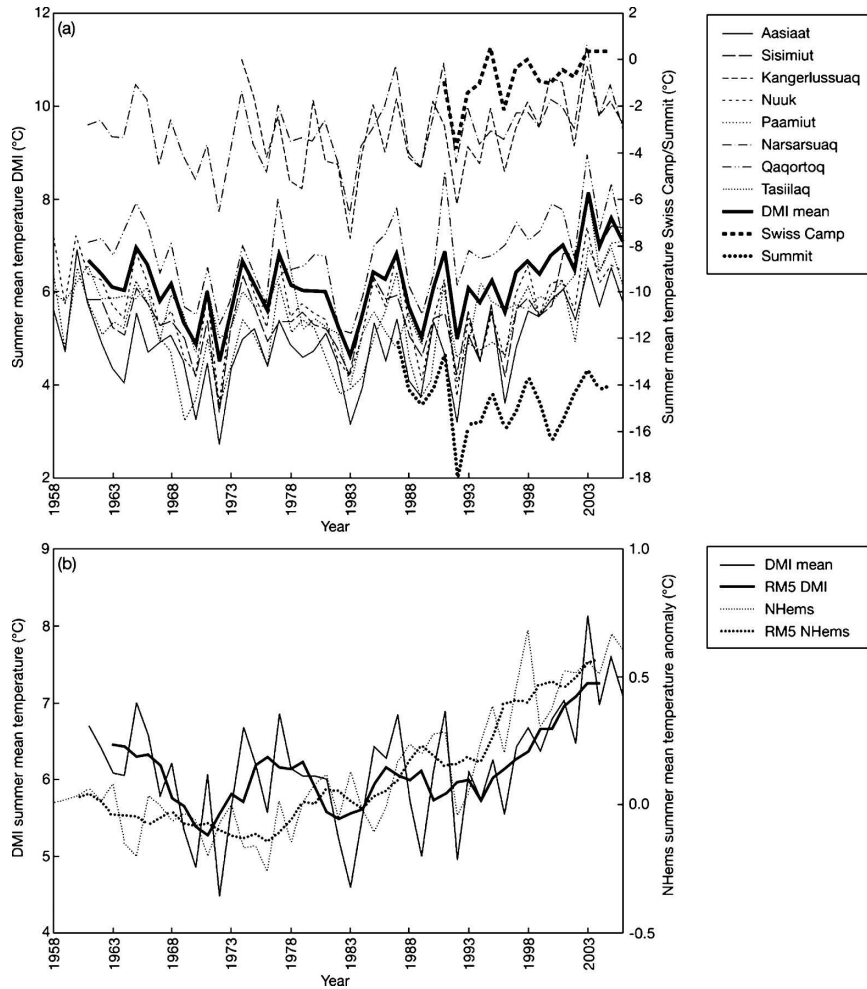 (a)
12
10
8
6
4
2
Summer mean temperature DMI (°C)
2
0
-2
-4
-6
-8
-10
-12
-14
-16
-18
Summer mean temperature Swiss Camp/Summit (°C)
1958
1963
1968
1973
1978
1983
1988
1993
1998
2003
Year
Aasiaat
Sisimiut
Kangerlussuaq
Nuuk
Paamiut
Narsarsuaq
Qaqortoq
Tasiilaq
DMI mean
Swiss Camp
Summit
(b)
9
8
7
6
5
4
DMI summer mean temperature (°C)
1.0
0.5
0.0
-0.5
NHems summer mean temperature anomaly (°C)
1958
1963
1968
1973
1978
1983
1988
1993
1998
2003
Year
DMI mean
RM5 DMI
NHems
RM5 NHems